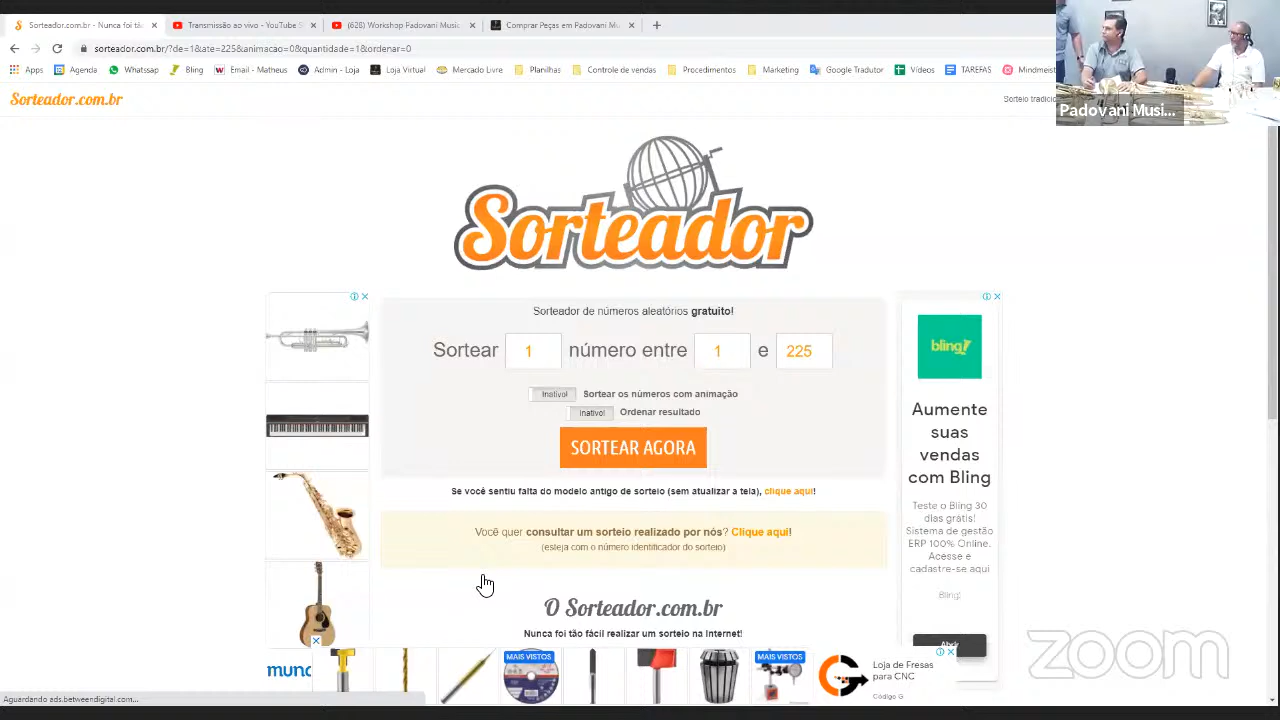 Sorteador.com.br - Nunca foi tã
Transmissão ao vivo - YouTube S
(628) Workshop Padovani Music
Comprar Peças em Padovani Mu
sorteador.com.br/?de=1&ate=225&animacao=0&quantidade=1&ordenar=0
Apps
Agenda
Whatssap
Bling
Email - Matheus
Admin - Loj
Loja Virtual
Mercado Livre
Planilhas
Controle de vendas
Procedimentos
Marketing
Google Tradutor
Vídeos
TAREFAS
Mindmeist
Padovani Musi...
Sorteador.com.br
Sorteio tradicio
Sorteador
Sorteador de números aleatórios gratuito!
Sortear 1 número entre 1 e 225
Inativo! Sortear os números com animação
Inativo! Ordenar resultado
SORTEAR AGORA
Se você sentiu falta do modelo antigo de sorteio (sem atualizar a tela), clique aqui!
Você quer consultar um sorteio realizado por nós? Clique aqui!
(esteja com o número identificador do sorteio)
O Sorteador.com.br
Nunca foi tão fácil realizar um sorteio na Internet!
bling!
Aumente
suas
vendas
com Bling
Teste o Bling 30
dias grátis!
Sistema de gestão
ERP 100% Online.
Acesse e
cadastre-se aqui
Bling!
Abrir
MAIS VISTOS
MAIS VISTOS
Loja de Fresas
para CNC
Código G
zoom
Aguardando ads.betweendigital.com...